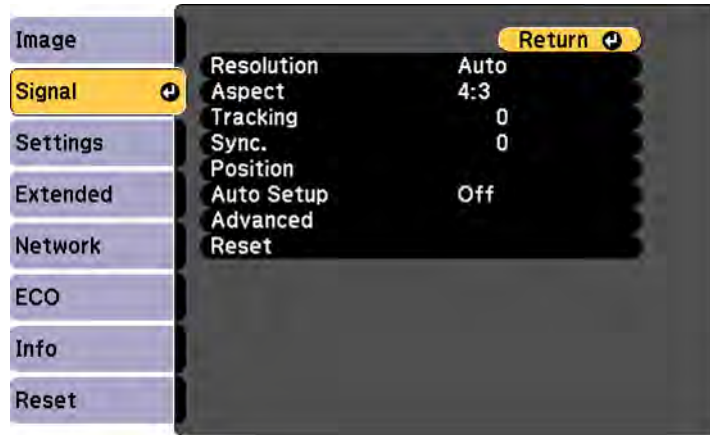 Image
Signal
Settings
Extended
Network
ECO
Info
Reset
Return
Resolution Auto
Aspect 4:3
Tracking 0
Sync. 0
Position
Auto Setup Off
Advanced
Reset